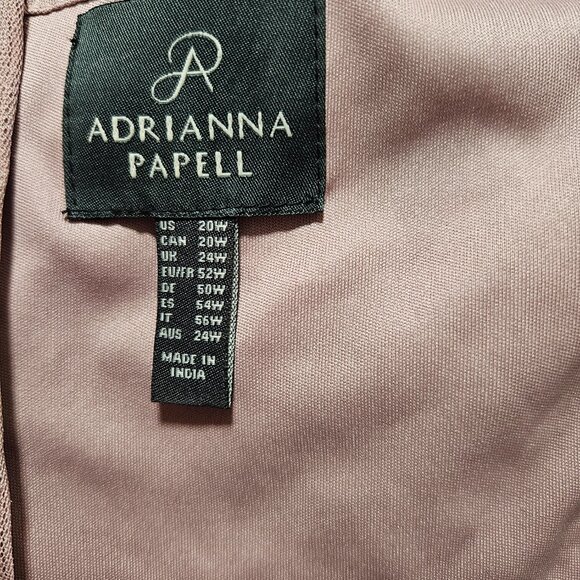 ADRIANNA
PAPELL
US 20W
CAN 20W
UK 24W
EU/FR 52W
DE 50W
ES 54W
IT 56W
AUS 24W
MADE IN
INDIA